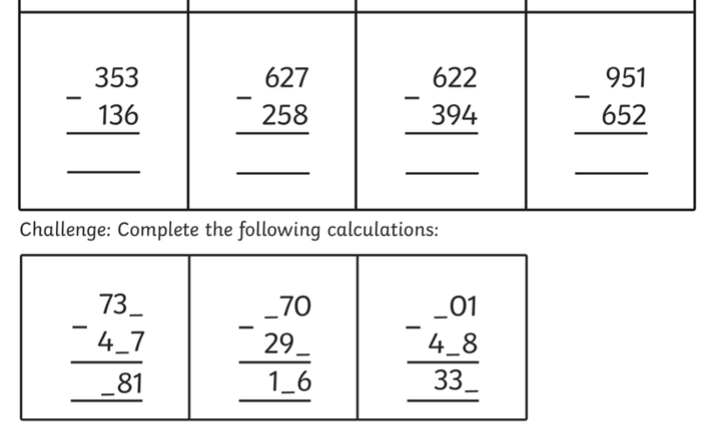 353 627 622 951
− 136 − 258 − 394 − 652
Challenge: Complete the following calculations:
73_ _70 _01
− 4_7 − 29_ − 4_8
_81 1_6 33_